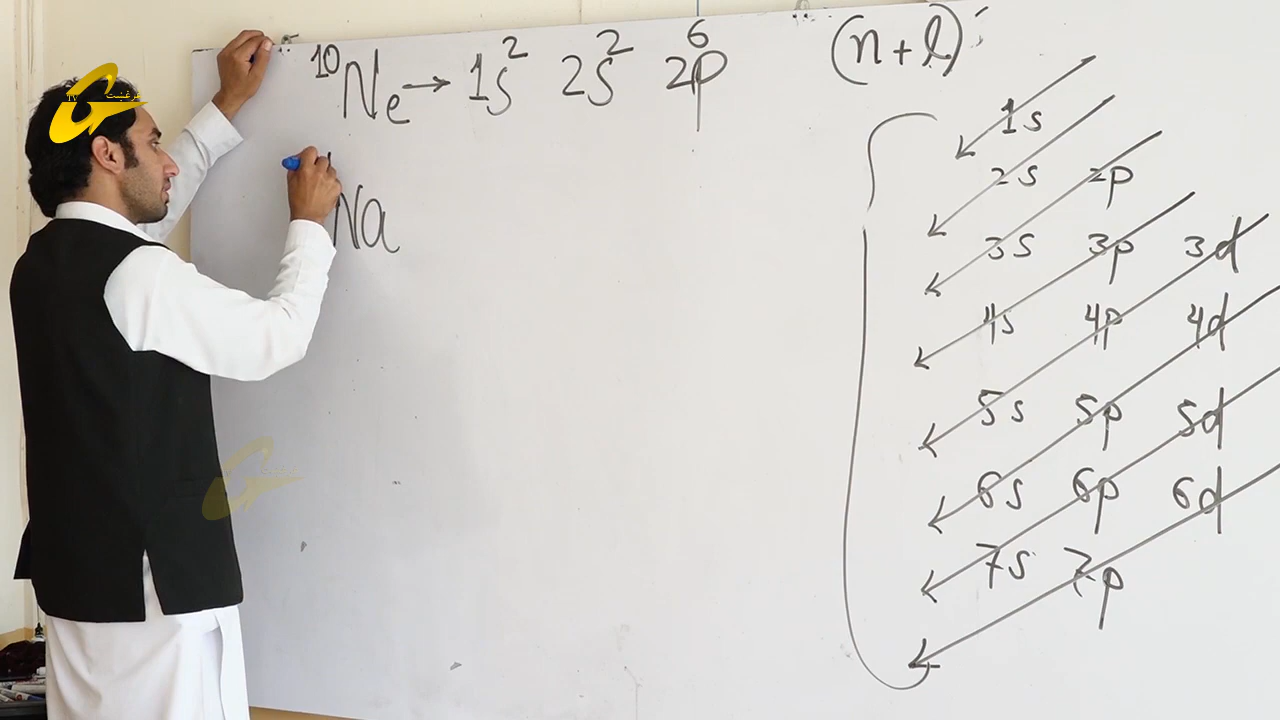 ¹⁰Ne → 1s² 2s² 2p⁶
(n+l):
Na
1s
2s 2p
3s 3p 3d
4s 4p 4d
5s 5p 5d
6s 6p 6d
7s 7p
TV